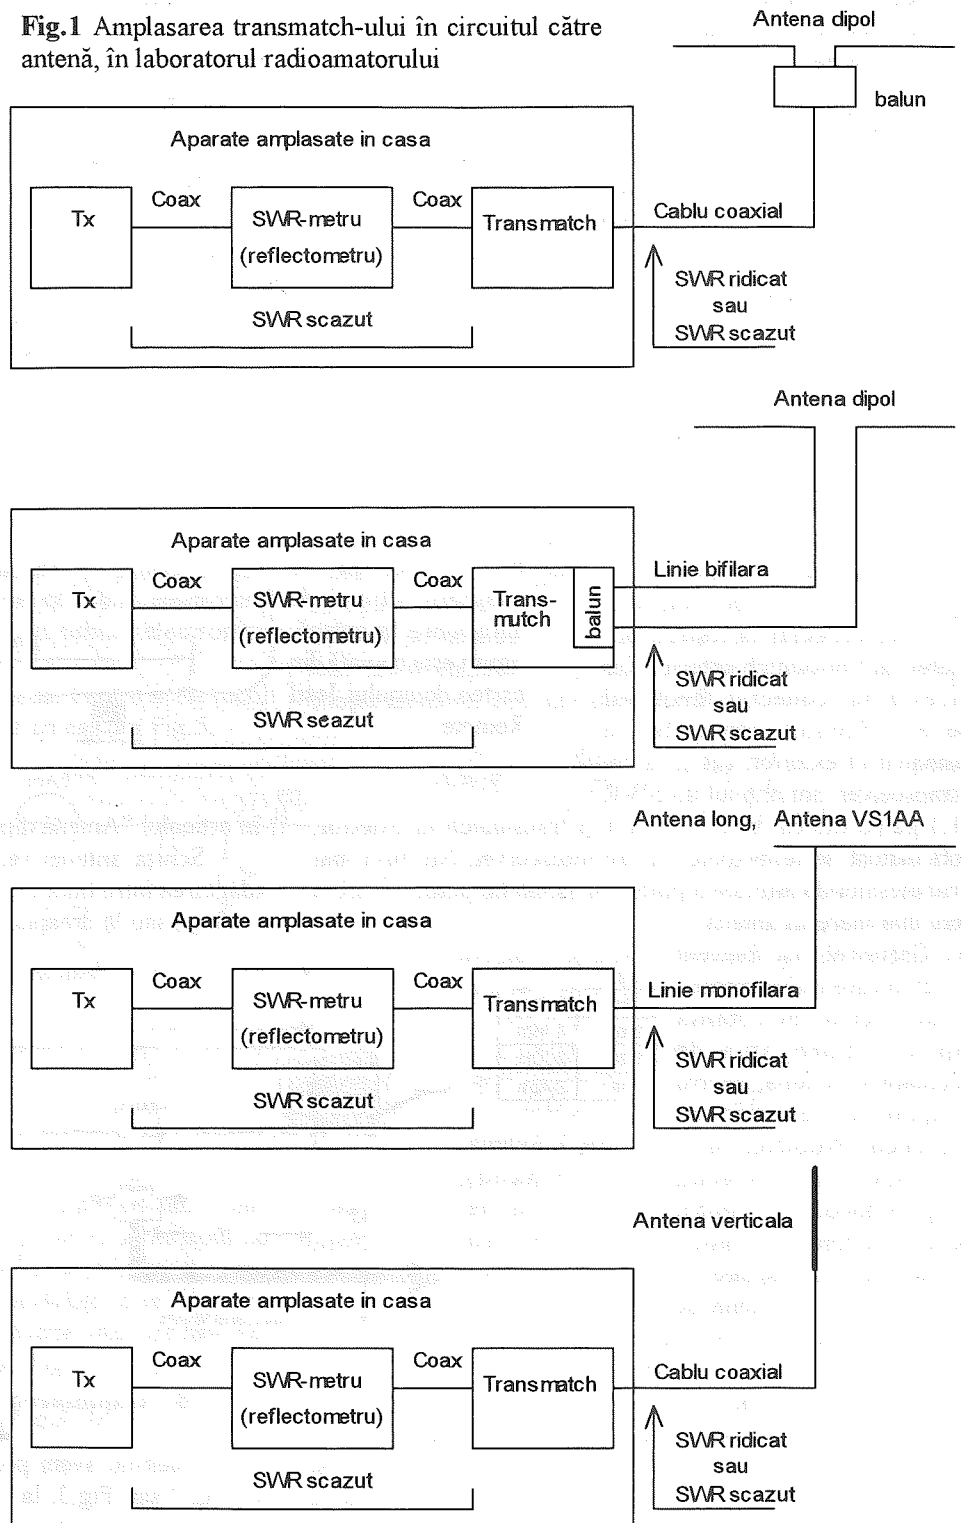 Fig.1 Amplasarea transmatch-ului în circuitul către
antenă, în laboratorul radioamatorului
Antena dipol
balun
Aparate amplasate in casa
Tx
Coax
SWR-metru
(reflectometru)
Coax
Transmatch
Cablu coaxial
SWR scazut
SWR ridicat
sau
SWR scazut
Antena dipol
Aparate amplasate in casa
Tx
Coax
SWR-metru
(reflectometru)
Coax
Trans-
mutch
balun
Linie bifilara
SWR seazut
SWR ridicat
sau
SWR scazut
Antena long, Antena VS1AA
Aparate amplasate in casa
Tx
Coax
SWR-metru
(reflectometru)
Coax
Transmatch
Linie monofilara
SWR scazut
SWR ridicat
sau
SWR scazut
Antena verticala
Aparate amplasate in casa
Tx
Coax
SWR-metru
(reflectometru)
Coax
Transmatch
Cablu coaxial
SWR scazut
SWR ridicat
sau
SWR scazut